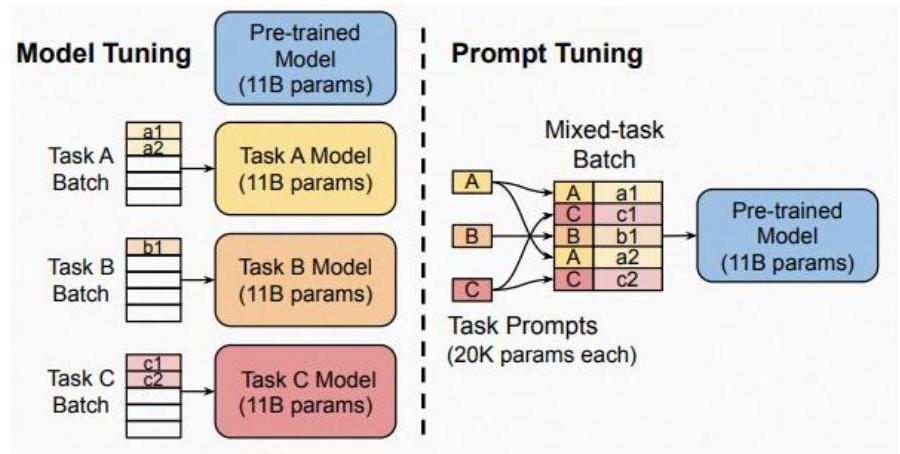 Model Tuning
Pre-trained
Model
(11B params)
Task A
Batch
a1
a2
Task A Model
(11B params)
Task B
Batch
b1
Task B Model
(11B params)
Task C
Batch
c1
c2
Task C Model
(11B params)
Prompt Tuning
Mixed-task
Batch
A
B
C
A a1
C c1
B b1
A a2
C c2
Pre-trained
Model
(11B params)
Task Prompts
(20K params each)